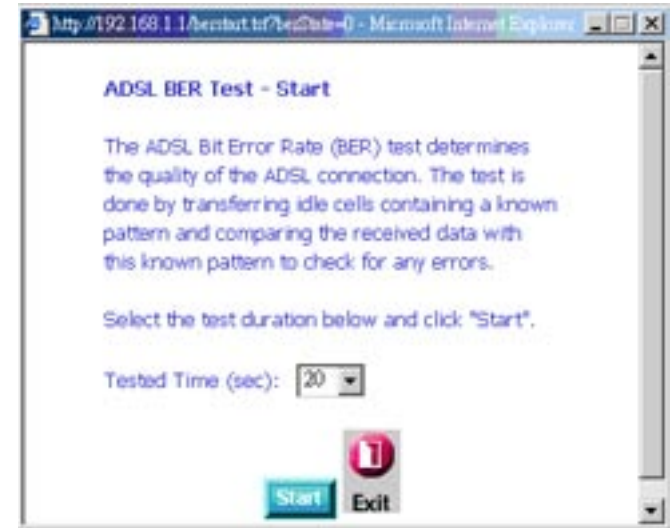 http://192.168.1.1/berstart.tst?berState=0 - Microsoft Internet Explorer
ADSL BER Test - Start
The ADSL Bit Error Rate (BER) test determines
the quality of the ADSL connection. The test is
done by transferring idle cells containing a known
pattern and comparing the received data with
this known pattern to check for any errors.
Select the test duration below and click "Start".
Tested Time (sec): 20
Start Exit